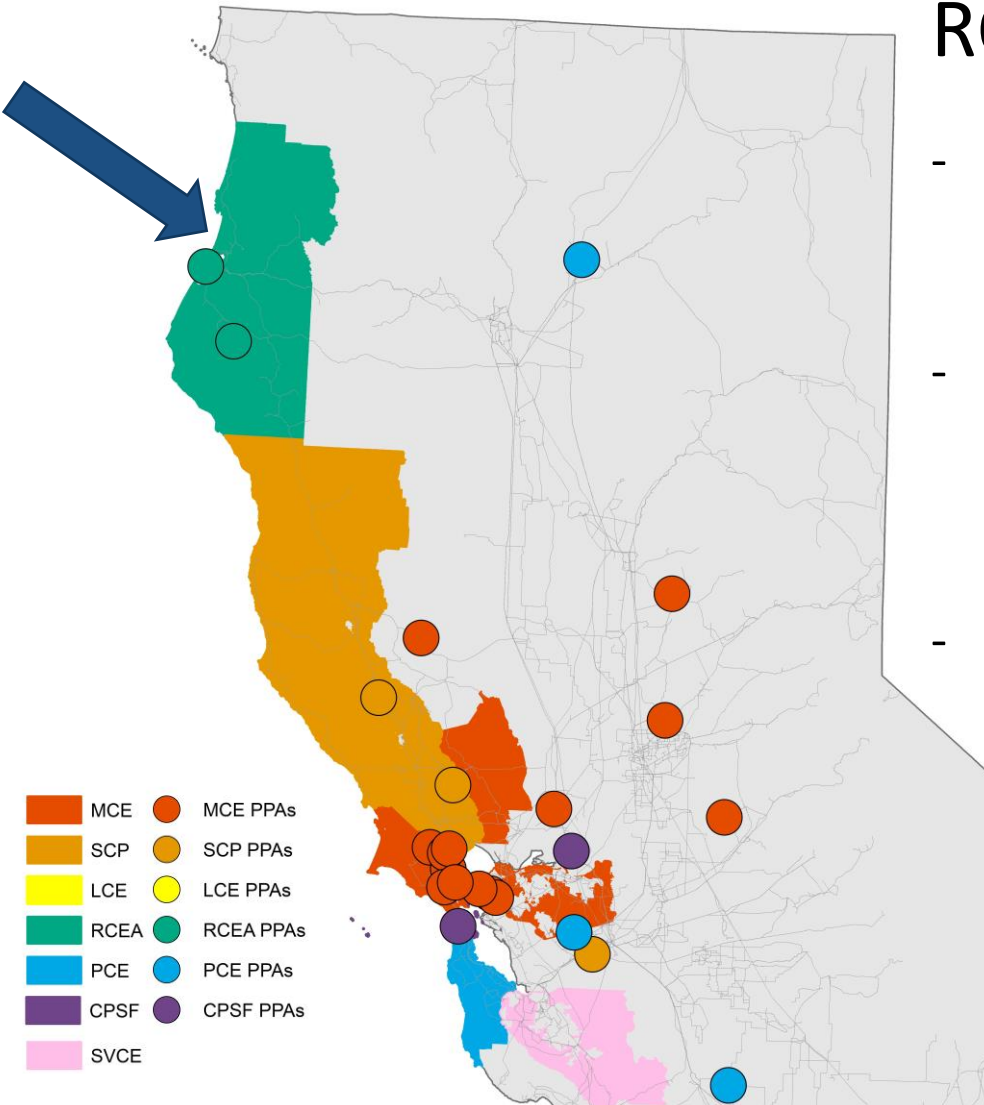 RC
-
-
-
MCE MCE PPAs
SCP SCP PPAs
LCE LCE PPAs
RCEA RCEA PPAs
PCE PCE PPAs
CPSF CPSF PPAs
SVCE